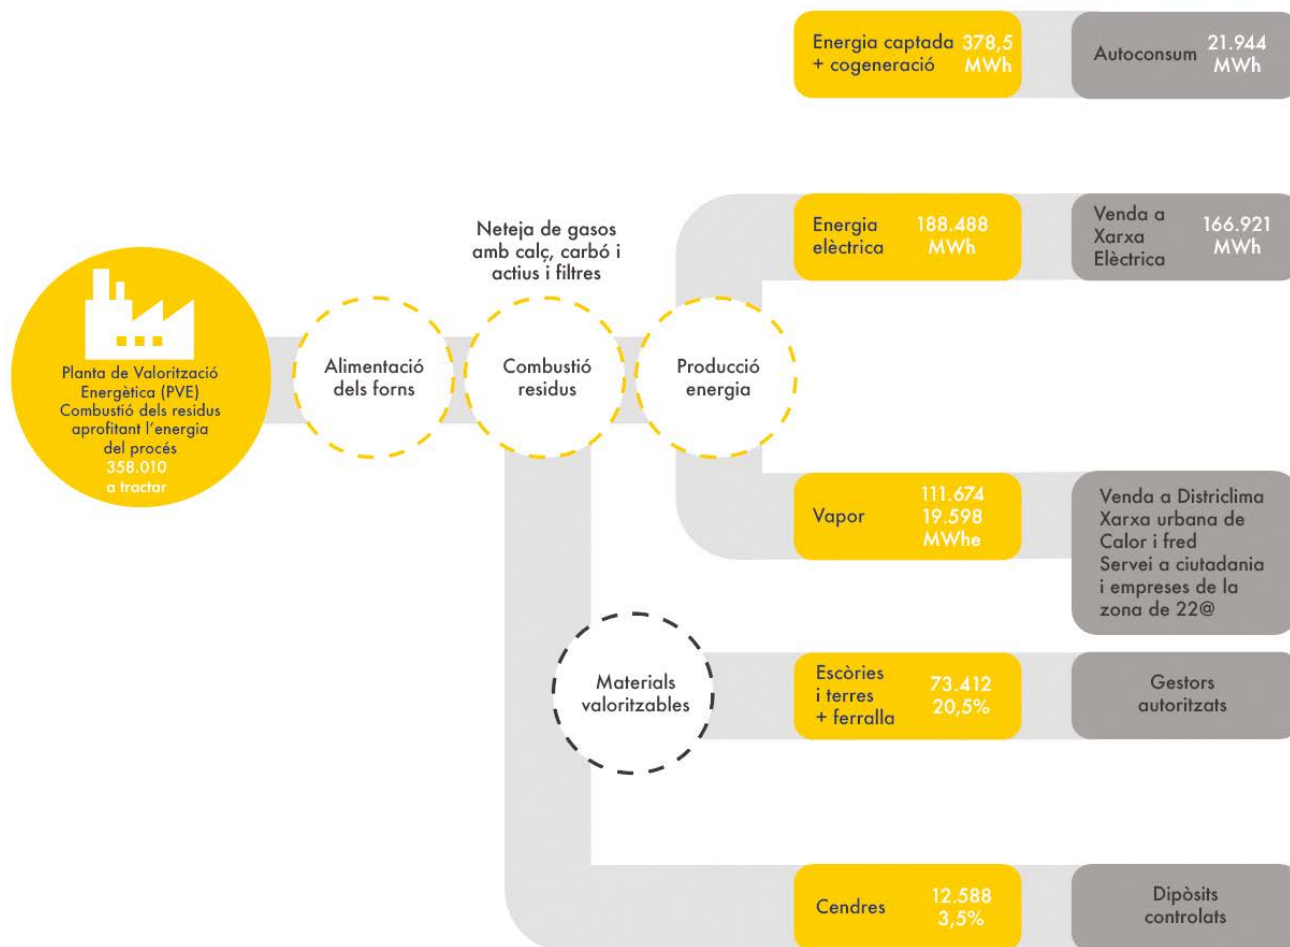 Energia captada 378,5
+ cogeneració MWh
Autoconsum 21.944
MWh
Neteja de gasos
amb calç, carbó i
actius i filtres
Energia 188.488
elèctrica MWh
Venda a 166.921
Xarxa MWh
Elèctrica
Planta de Valorització
Energètica (PVE)
Combustió dels residus
aprofitant l'energia
del procés
358.010
a tractar
Alimentació
dels forns
Combustió
residus
Producció
energia
Vapor
111.674
19.598
MWhe
Venda a Districlima
Xarxa urbana de
Calor i fred
Servei a ciutadania
i empreses de la
zona de 22@
Materials
valoritzables
Escòries
i terres
+ ferralla
73.412
20,5%
Gestors
autoritzats
Cendres
12.588
3,5%
Dipòsits
controlats